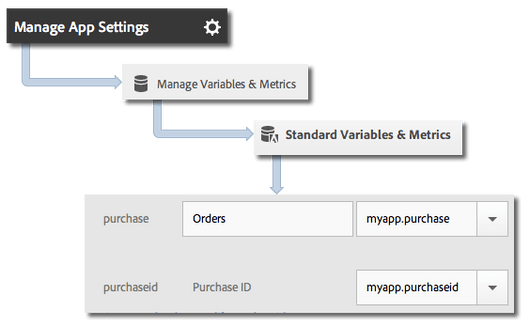 Manage App Settings
Manage Variables & Metrics
Standard Variables & Metrics
purchase Orders myapp.purchase
purchaseid Purchase ID myapp.purchaseid